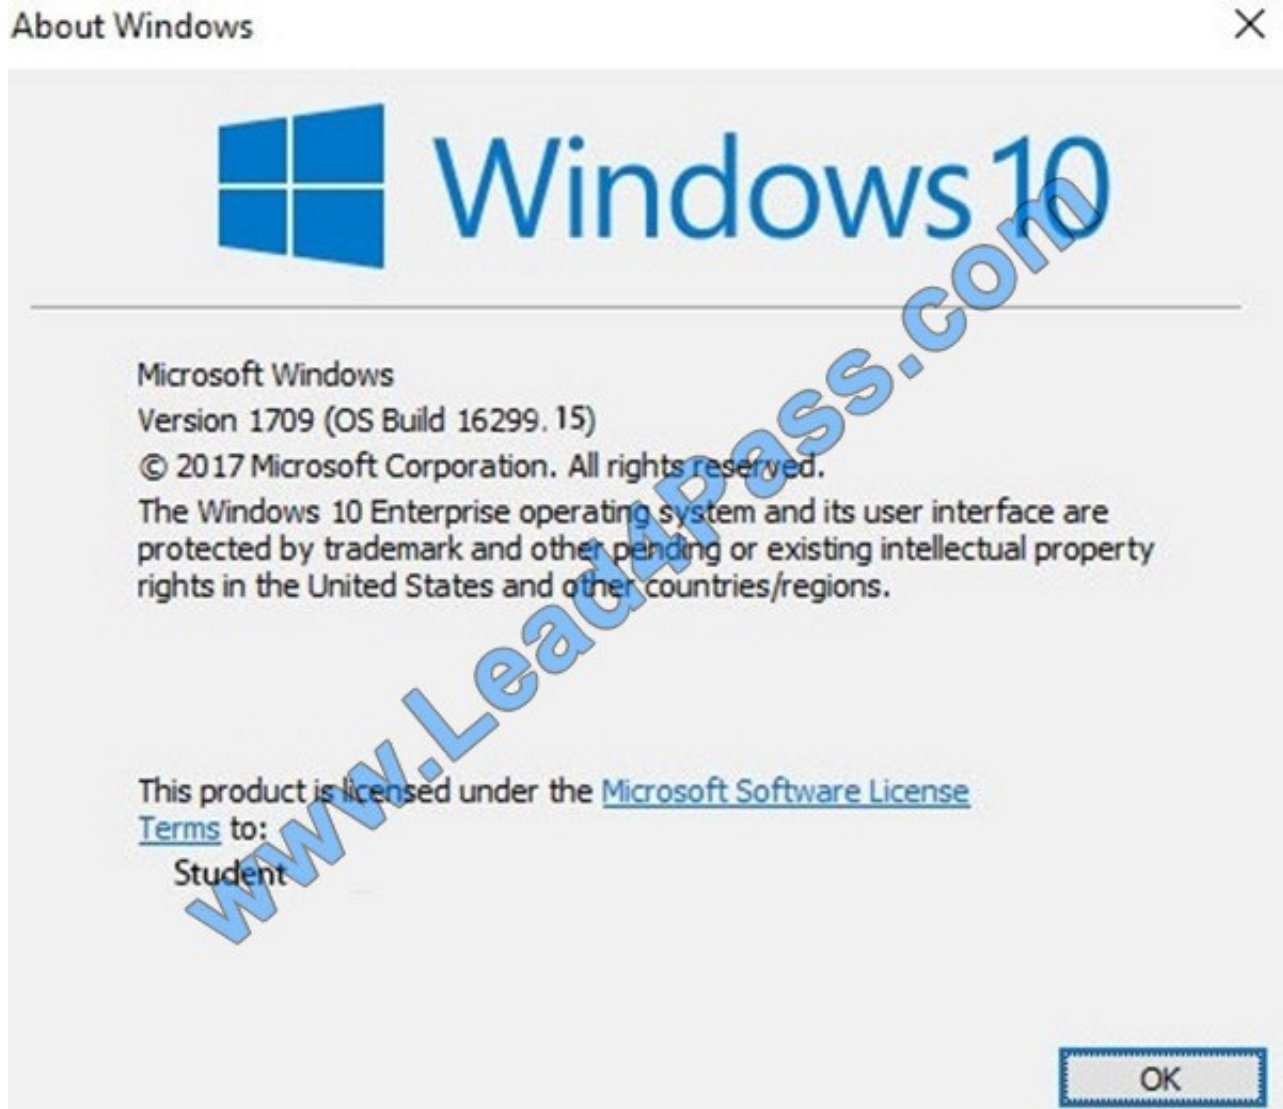 About Windows
Windows 10
Microsoft Windows
Version 1709 (OS Build 16299.15)
© 2017 Microsoft Corporation. All rights reserved.
The Windows 10 Enterprise operating system and its user interface are
protected by trademark and other pending or existing intellectual property
rights in the United States and other countries/regions.
This product is licensed under the Microsoft Software License
Terms to:
Student
OK
www.Lead4Pass.com